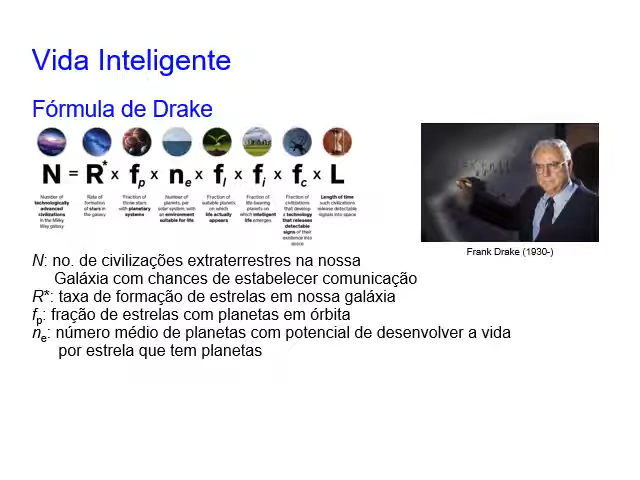 Vida Inteligente
Fórmula de Drake
N = R* x fp x ne x fl x fi x fc x L
Number of technologically advanced civilizations in the Milky Way galaxy
Rate of formation of stars in the galaxy
Fraction of those stars with planetary systems
Number of planets, per solar system, with an environment suitable for life
Fraction of suitable planets on which life actually appears
Fraction of life-bearing planets on which intelligent life emerges
Fraction of civilizations that develop a technology that releases detectable signs of their existence into space
Length of time such civilizations release detectable signals into space
Frank Drake (1930-)
N: no. de civilizações extraterrestres na nossa
Galáxia com chances de estabelecer comunicação
R*: taxa de formação de estrelas em nossa galáxia
fp: fração de estrelas com planetas em órbita
ne: número médio de planetas com potencial de desenvolver a vida
por estrela que tem planetas